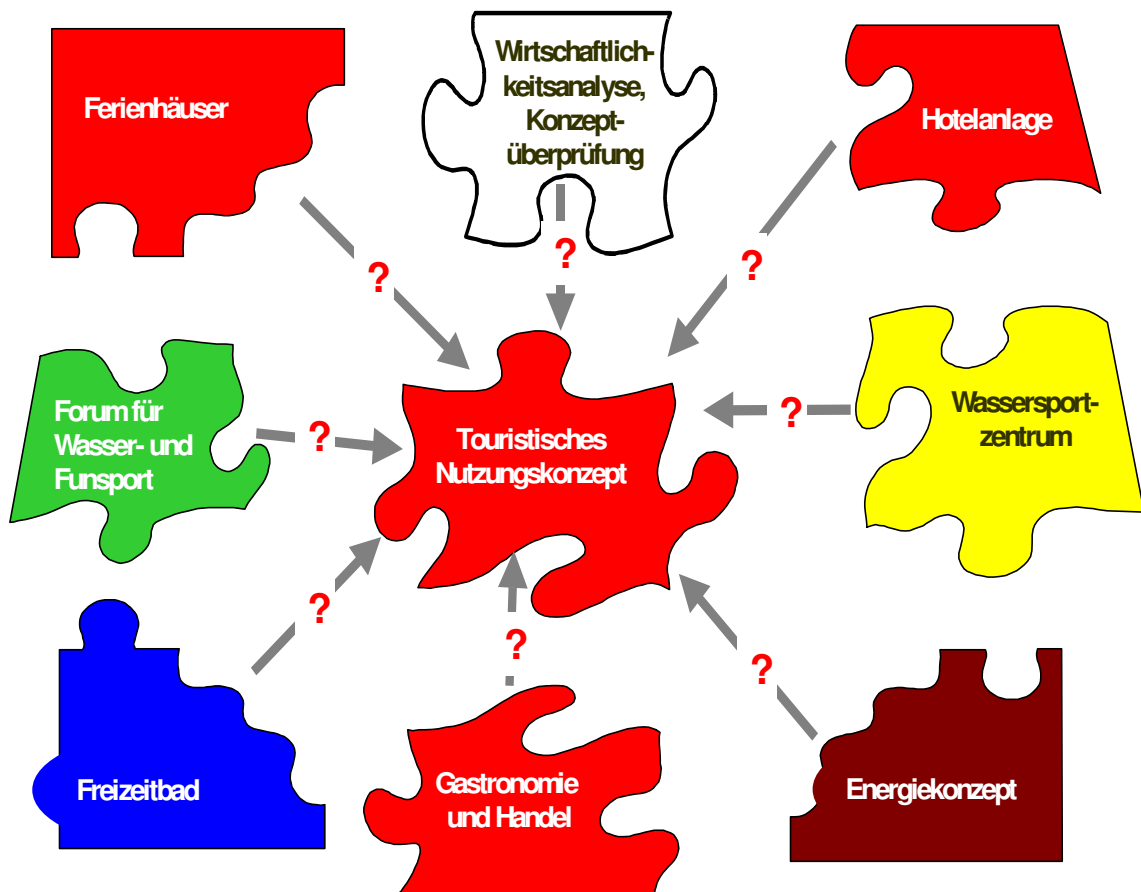 Ferienhäuser
Wirtschaftlich-
keitsanalyse,
Konzept-
überprüfung
Hotelanlage
?
?
?
Forum für
Wasser- und
Funsport
?
Touristisches
Nutzungskonzept
?
Wassersport-
zentrum
?
?
?
Freizeitbad
Gastronomie
und Handel
Energiekonzept